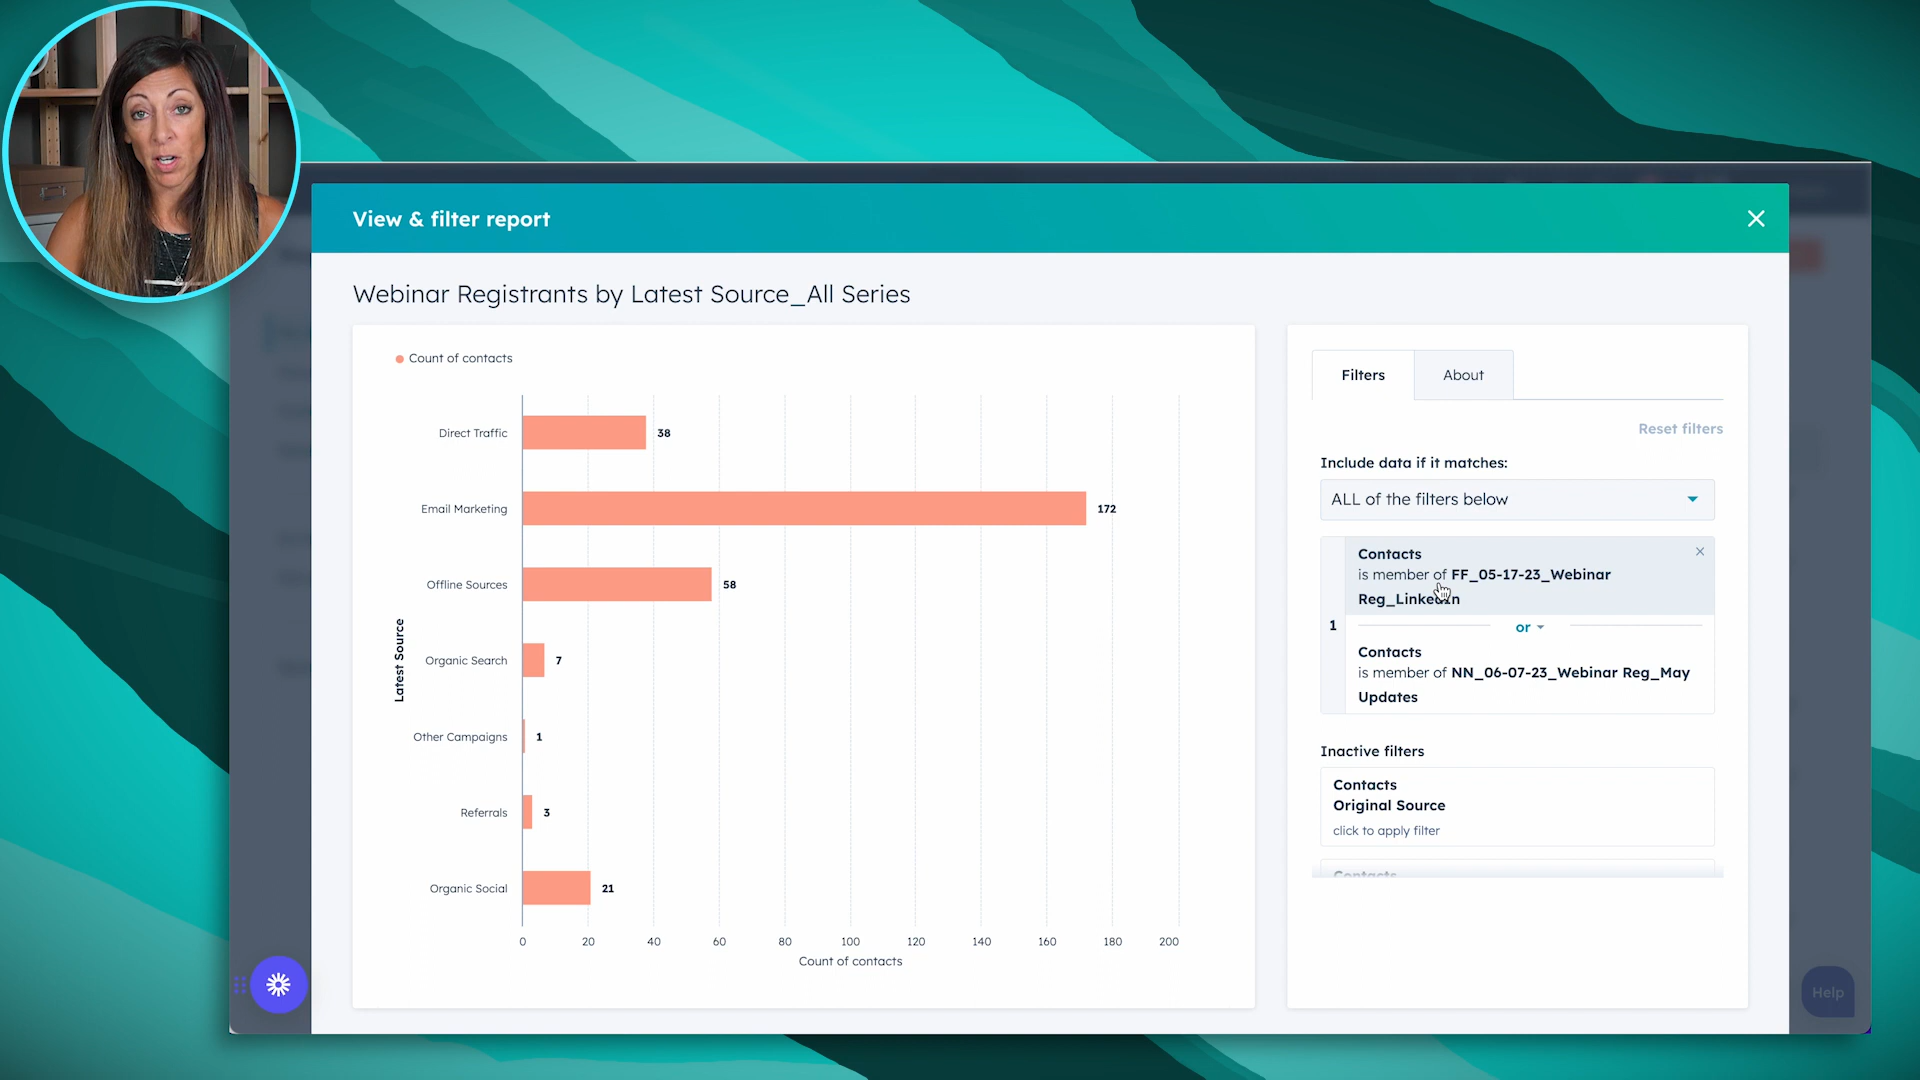 View & filter report
Webinar Registrants by Latest Source_All Series
Count of contacts
Latest Source
Direct Traffic 38
Email Marketing 172
Offline Sources 58
Organic Search 7
Other Campaigns 1
Referrals 3
Organic Social 21
0 20 40 60 80 100 120 140 160 180 200
Count of contacts
Filters About
Reset filters
Include data if it matches:
ALL of the filters below
1
Contacts
is member of FF_05-17-23_Webinar
Reg_LinkedIn
or
Contacts
is member of NN_06-07-23_Webinar Reg_May
Updates
Inactive filters
Contacts
Original Source
click to apply filter
Contacts
Help